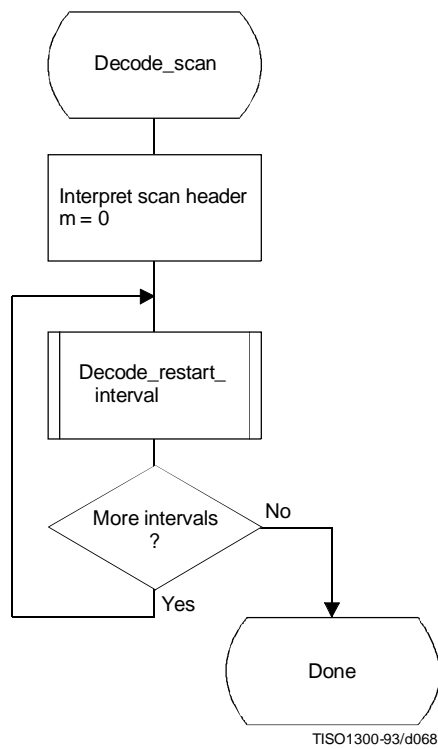 Decode_scan
Interpret scan header
m = 0
Decode_restart_
interval
More intervals
?
No
Yes
Done
TISO1300-93/d068